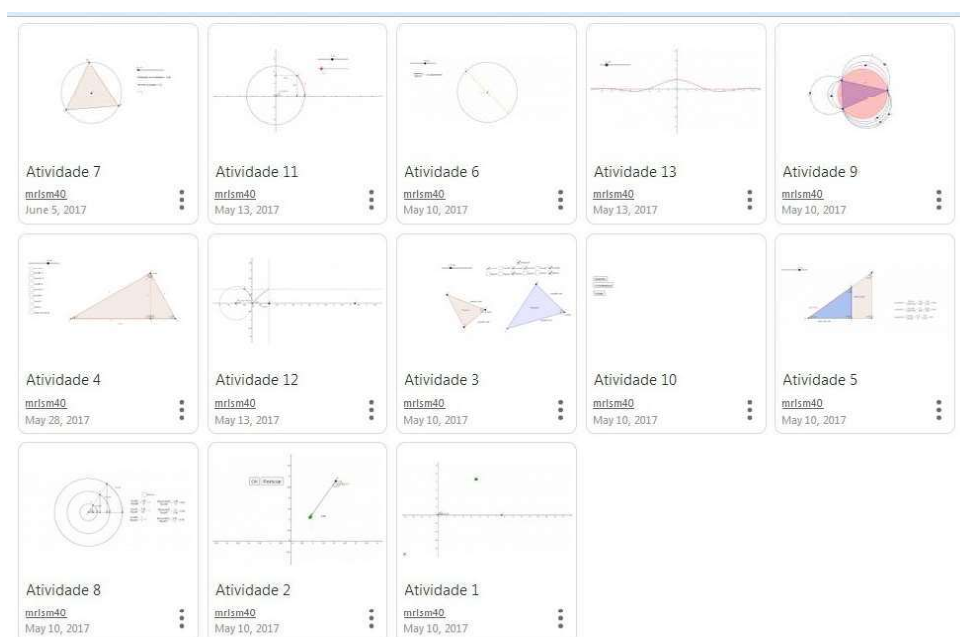 Atividade 7
mrlsm40
June 5, 2017
Atividade 11
mrlsm40
May 13, 2017
Atividade 6
mrlsm40
May 10, 2017
Atividade 13
mrlsm40
May 13, 2017
Atividade 9
mrlsm40
May 10, 2017
Atividade 4
mrlsm40
May 28, 2017
Atividade 12
mrlsm40
May 13, 2017
Atividade 3
mrlsm40
May 10, 2017
Atividade 10
mrlsm40
May 10, 2017
Atividade 5
mrlsm40
May 10, 2017
Atividade 8
mrlsm40
May 10, 2017
Atividade 2
mrlsm40
May 10, 2017
Atividade 1
mrlsm40
May 10, 2017